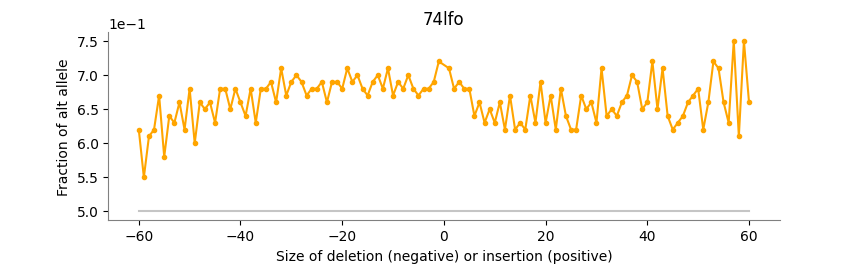 74lfo
1e−1
7.5
7.0
6.5
6.0
5.5
5.0
Fraction of alt allele
−60 −40 −20 0 20 40 60
Size of deletion (negative) or insertion (positive)